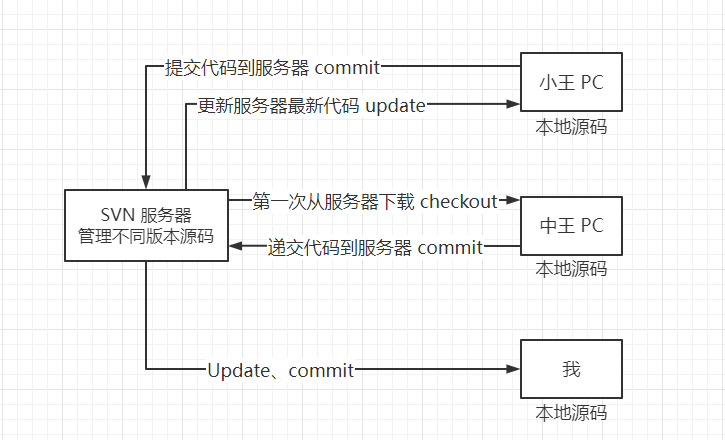 提交代码到服务器 commit
小王 PC
更新服务器最新代码 update
本地源码
SVN 服务器
管理不同版本源码
第一次从服务器下载 checkout
中王 PC
递交代码到服务器 commit
本地源码
Update、commit
我
本地源码